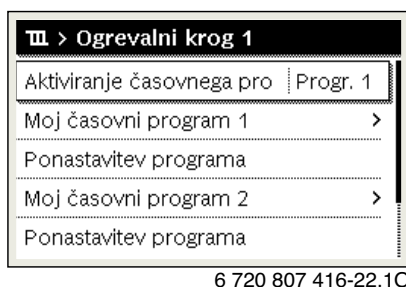 > Ogrevalni krog 1
Aktiviranje časovnega pro Progr. 1
Moj časovni program 1 >
Ponastavitev programa
Moj časovni program 2 >
Ponastavitev programa
6 720 807 416-22.1O